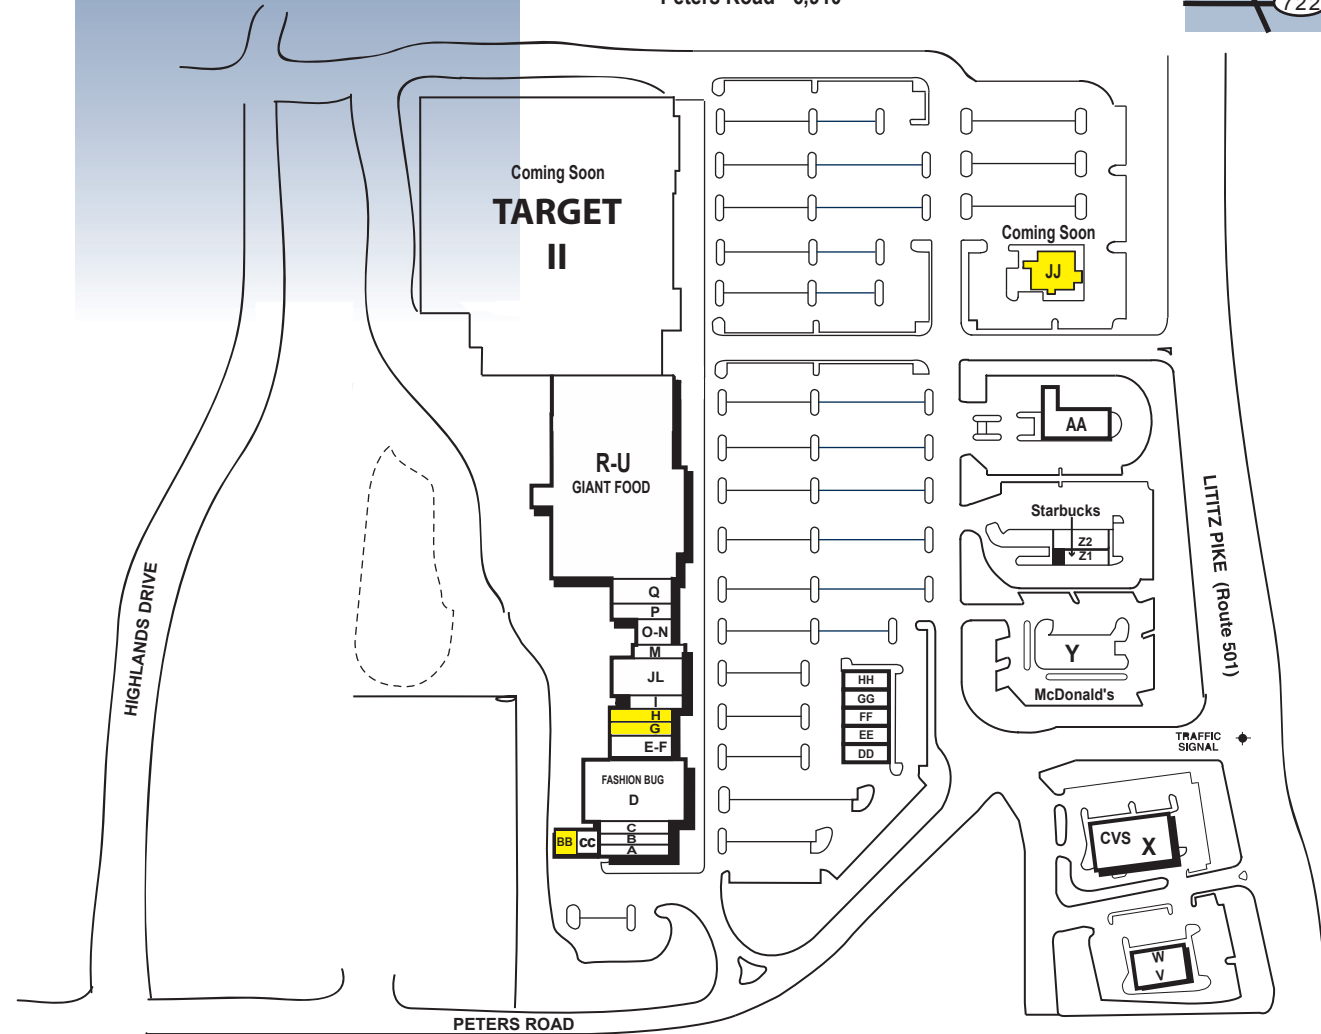 722
Coming Soon
TARGET
II
Coming Soon
JJ
AA
R-U
GIANT FOOD
LITITZ PIKE (Route 501)
Starbucks
Z2
Z1
HIGHLANDS DRIVE
Q
P
O-N
M
JL
I
H
G
E-F
Y
McDonald's
HH
GG
FF
EE
DD
TRAFFIC
SIGNAL
FASHION BUG
D
C
B
A
BB
CC
CVS X
W
V
PETERS ROAD